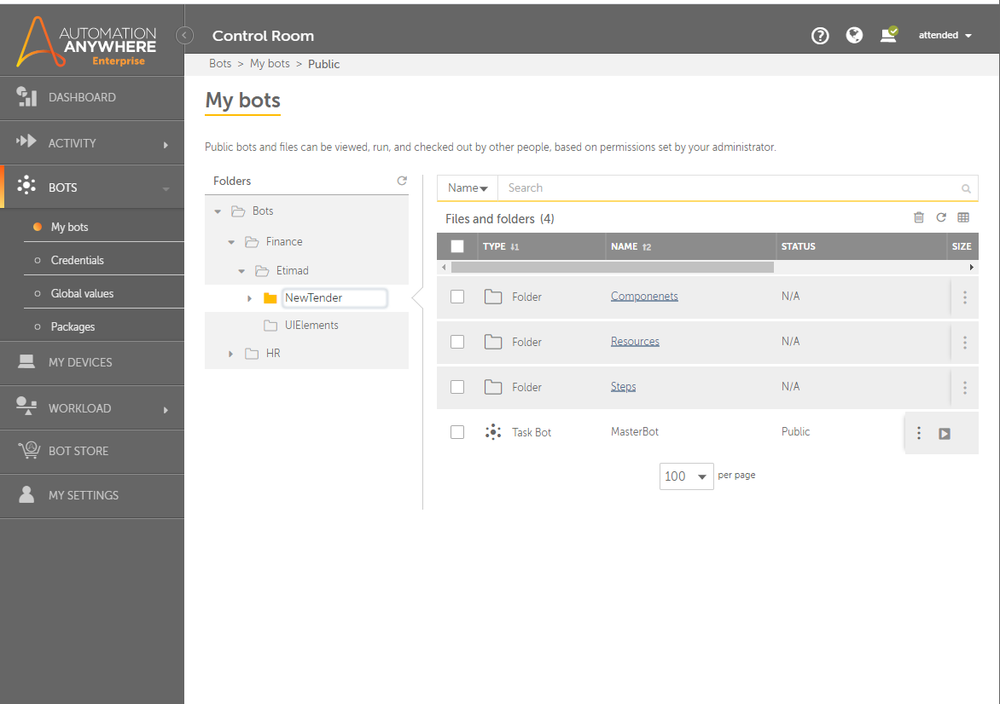 AUTOMATION
ANYWHERE
Enterprise
Control Room
attended
Bots > My bots > Public
DASHBOARD
ACTIVITY
BOTS
My bots
Credentials
Global values
Packages
MY DEVICES
WORKLOAD
BOT STORE
MY SETTINGS
My bots
Public bots and files can be viewed, run, and checked out by other people, based on permissions set by your administrator.
Folders
Bots
Finance
Etimad
NewTender
UIElements
HR
Name Search
Files and folders (4)
TYPE ↓1 NAME ↑2 STATUS SIZE
Folder Componenets N/A
Folder Resources N/A
Folder Steps N/A
Task Bot MasterBot Public
100 per page